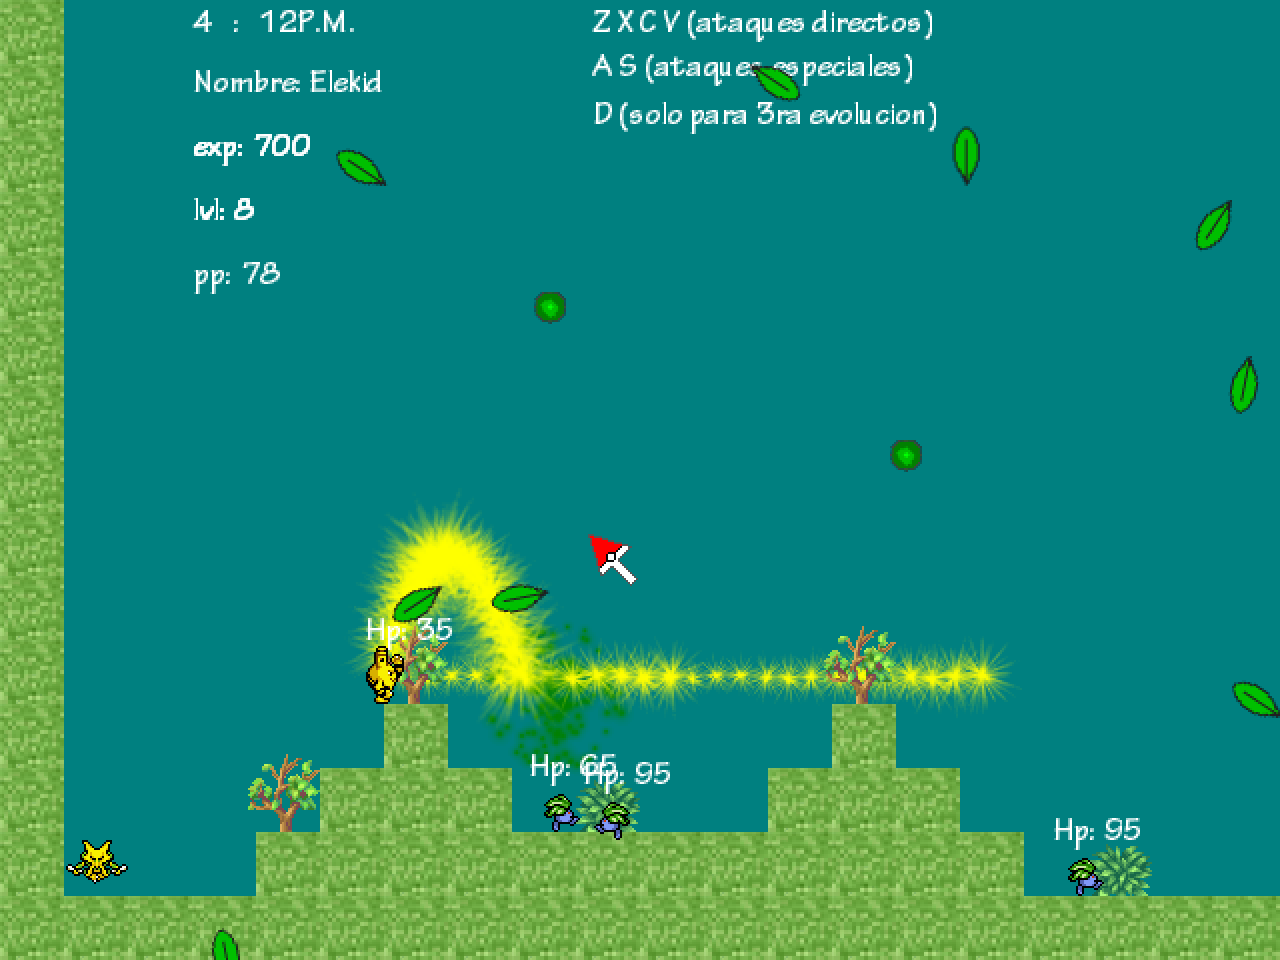 4 : 12P.M.
Nombre: Elekid
exp: 700
lvl: 8
pp: 78
Z X C V (ataques directos)
A S (ataques especiales)
D (solo para 3ra evolucion)
Hp: 35
Hp: 65
Hp: 95
Hp: 95